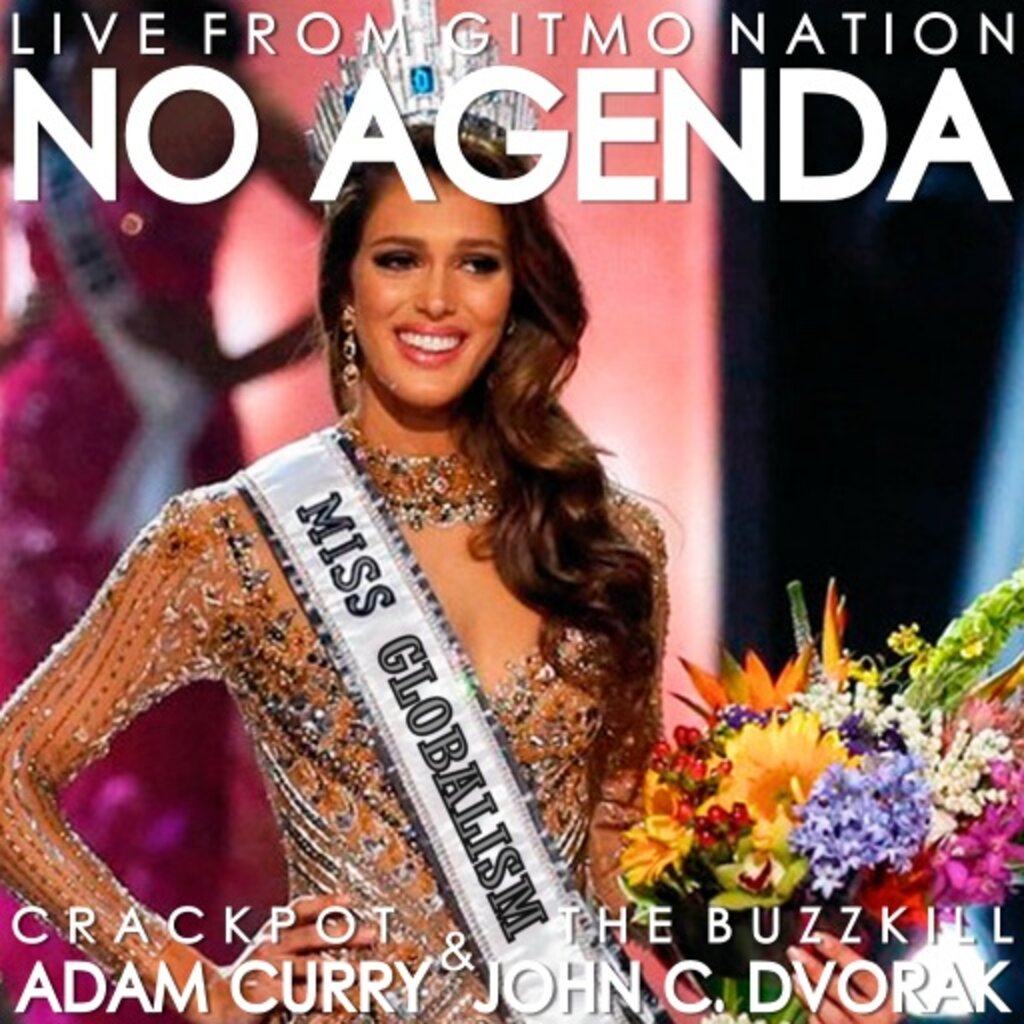 LIVE FROM GITMO NATION
NO AGENDA
MISS GLOBALISM
CRACKPOT & THE BUZZKILL
ADAM CURRY JOHN C. DVORAK